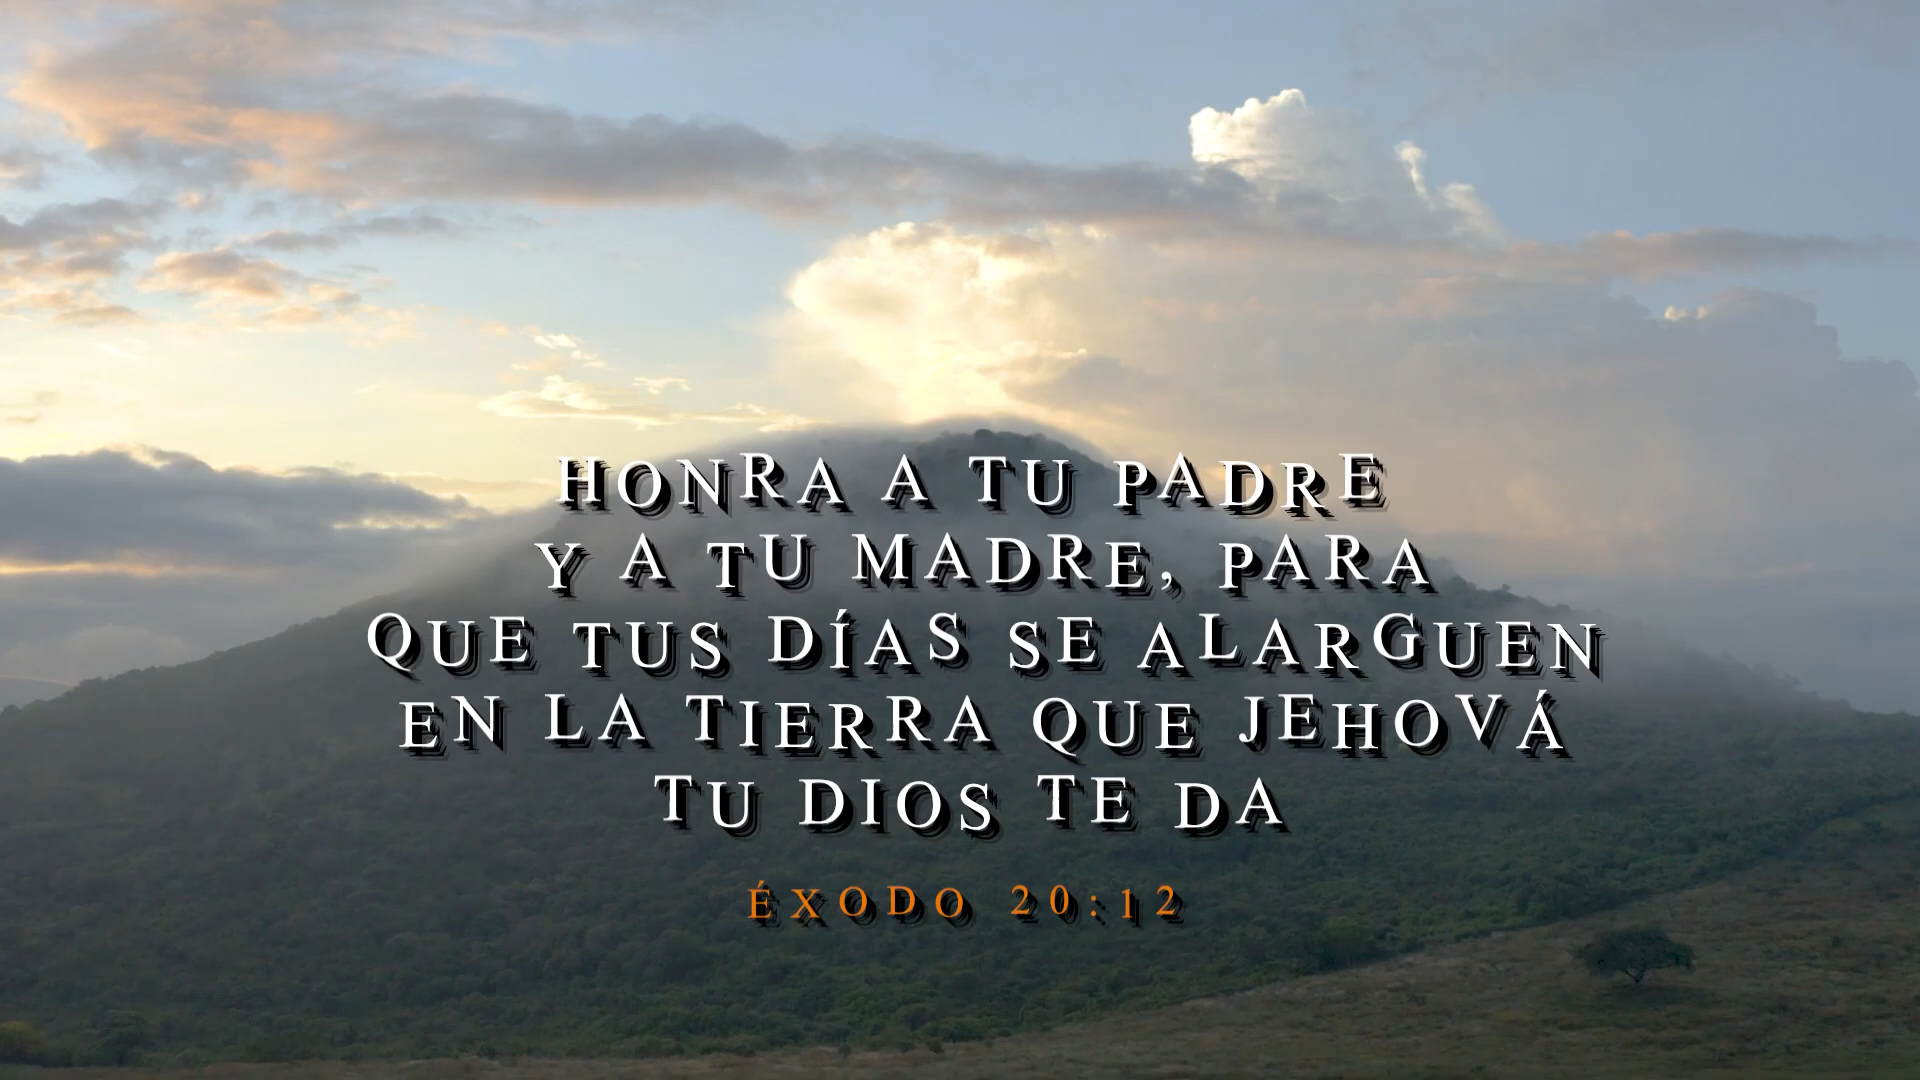 HONRA A TU PADRE
Y A TU MADRE, PARA
QUE TUS DÍAS SE ALARGUEN
EN LA TIERRA QUE JEHOVÁ
TU DIOS TE DA
ÉXODO 20:12